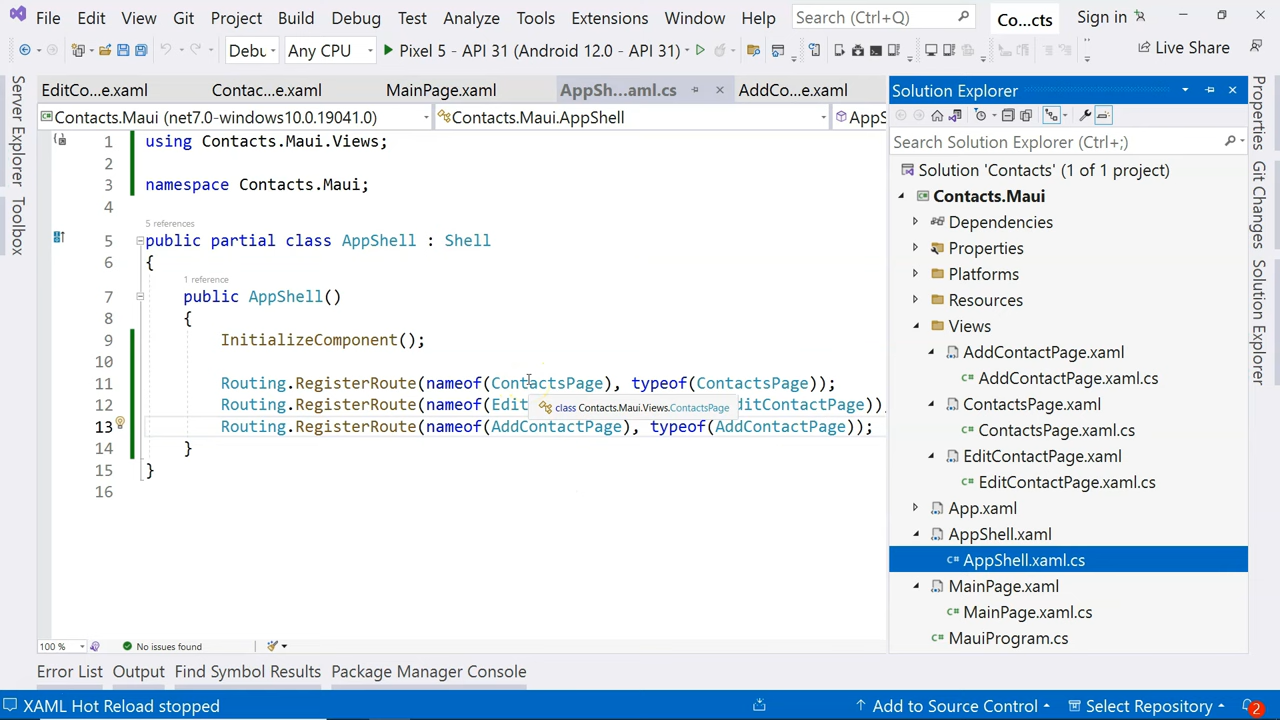 File Edit View Git Project Build Debug Test Analyze Tools Extensions Window Help Search (Ctrl+Q) Co...cts Sign in
Debu Any CPU Pixel 5 - API 31 (Android 12.0 - API 31) Live Share
EditCo...e.xaml Contac...e.xaml MainPage.xaml AppSh...aml.cs AddCo...e.xaml
Contacts.Maui (net7.0-windows10.0.19041.0) Contacts.Maui.AppShell AppS
1 using Contacts.Maui.Views;
2
3 namespace Contacts.Maui;
4
5 references
5 public partial class AppShell : Shell
6 {
1 reference
7 public AppShell()
8 {
9 InitializeComponent();
10
11 Routing.RegisterRoute(nameof(ContactsPage), typeof(ContactsPage));
12 Routing.RegisterRoute(nameof(Edit ditContactPage))
class Contacts.Maui.Views.ContactsPage
13 Routing.RegisterRoute(nameof(AddContactPage), typeof(AddContactPage));
14 }
15 }
16
100 % No issues found
Solution Explorer
Search Solution Explorer (Ctrl+;)
Solution 'Contacts' (1 of 1 project)
Contacts.Maui
Dependencies
Properties
Platforms
Resources
Views
AddContactPage.xaml
C# AddContactPage.xaml.cs
ContactsPage.xaml
C# ContactsPage.xaml.cs
EditContactPage.xaml
C# EditContactPage.xaml.cs
App.xaml
AppShell.xaml
C# AppShell.xaml.cs
MainPage.xaml
C# MainPage.xaml.cs
C# MauiProgram.cs
Server Explorer
Toolbox
Properties
Git Changes
Solution Explorer
Error List Output Find Symbol Results Package Manager Console
XAML Hot Reload stopped Add to Source Control Select Repository 2